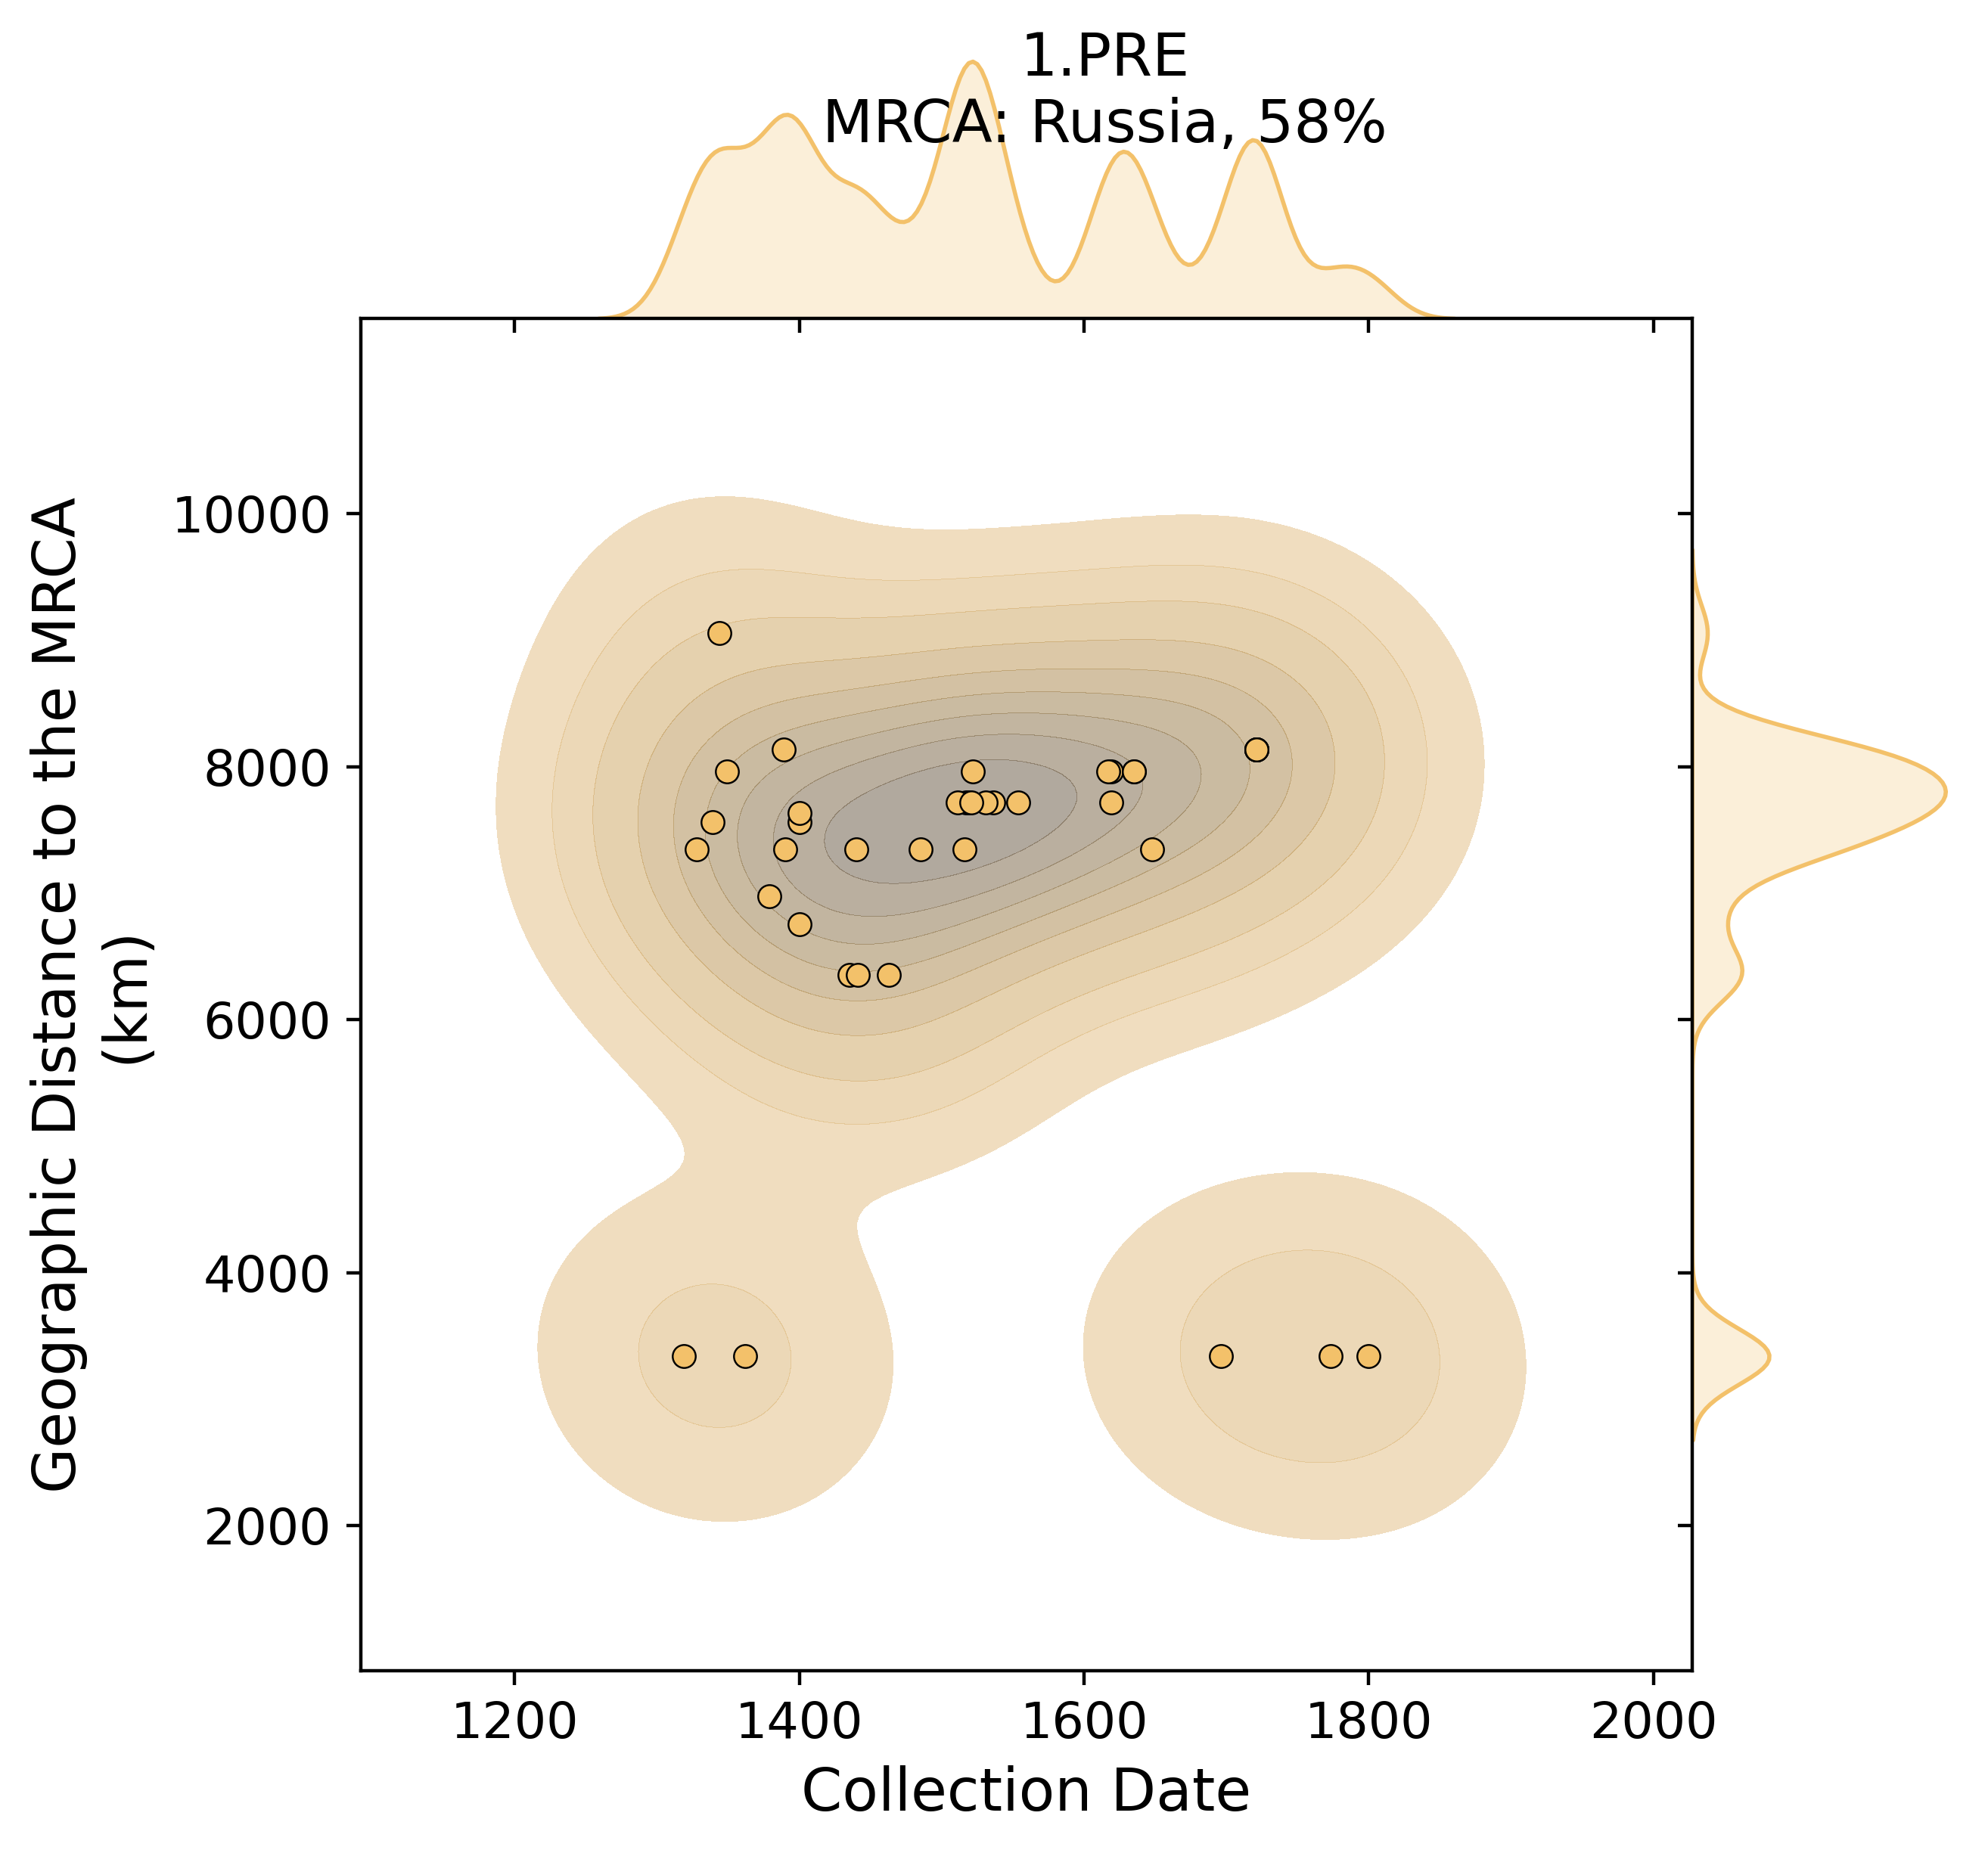 1.PRE
MRCA: Russia, 58%
Geographic Distance to the MRCA
(km)
10000
8000
6000
4000
2000
1200
1400
1600
1800
2000
Collection Date